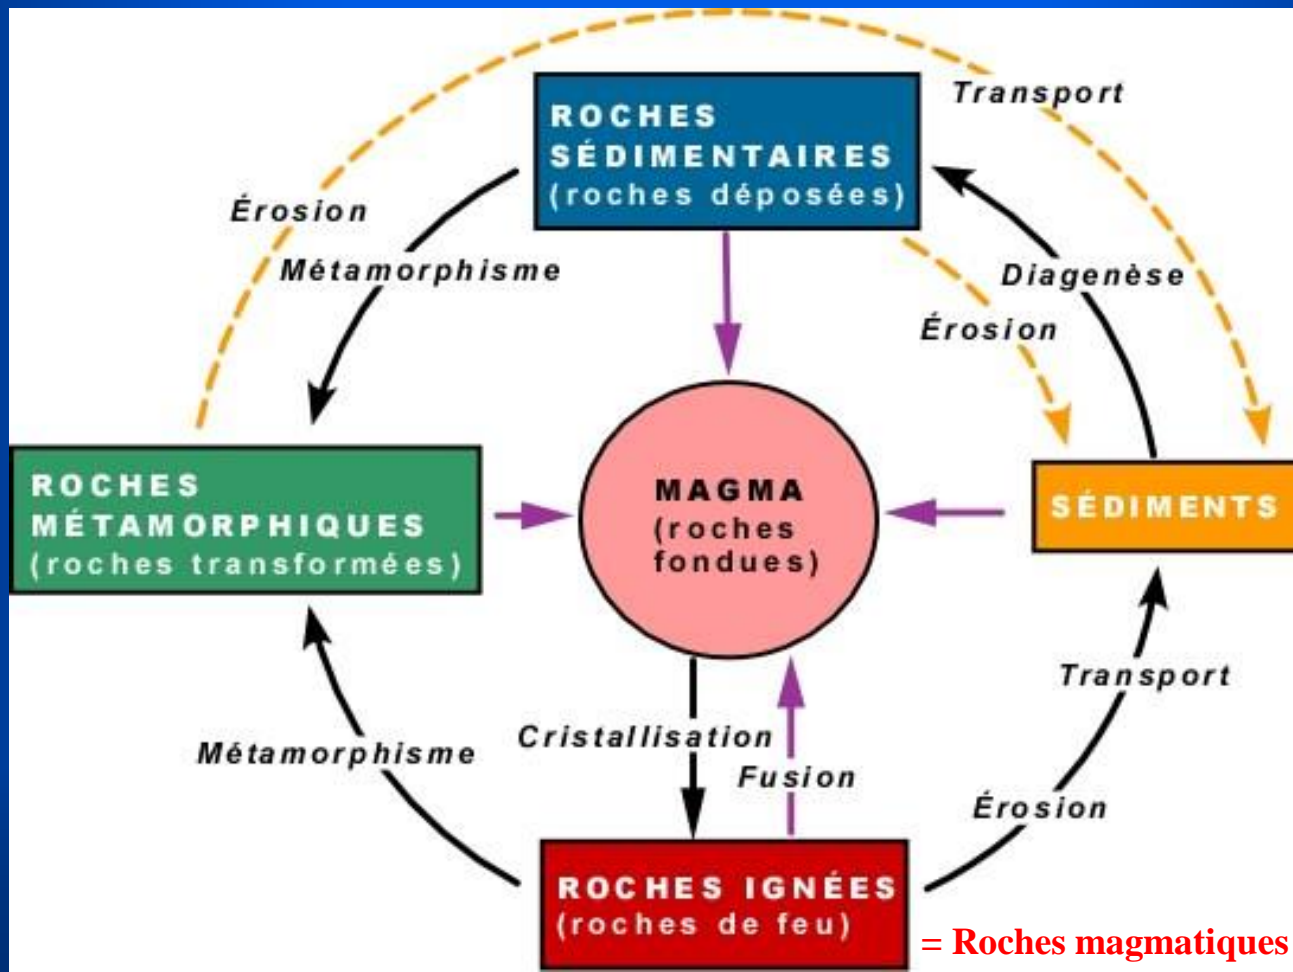 Transport
ROCHES
SÉDIMENTAIRES
(roches déposées)
Érosion
Métamorphisme
Diagenèse
Érosion
ROCHES
MÉTAMORPHIQUES
(roches transformées)
MAGMA
(roches
fondues)
SÉDIMENTS
Transport
Métamorphisme
Cristallisation
Fusion
Érosion
ROCHES IGNÉES
(roches de feu)
= Roches magmatiques